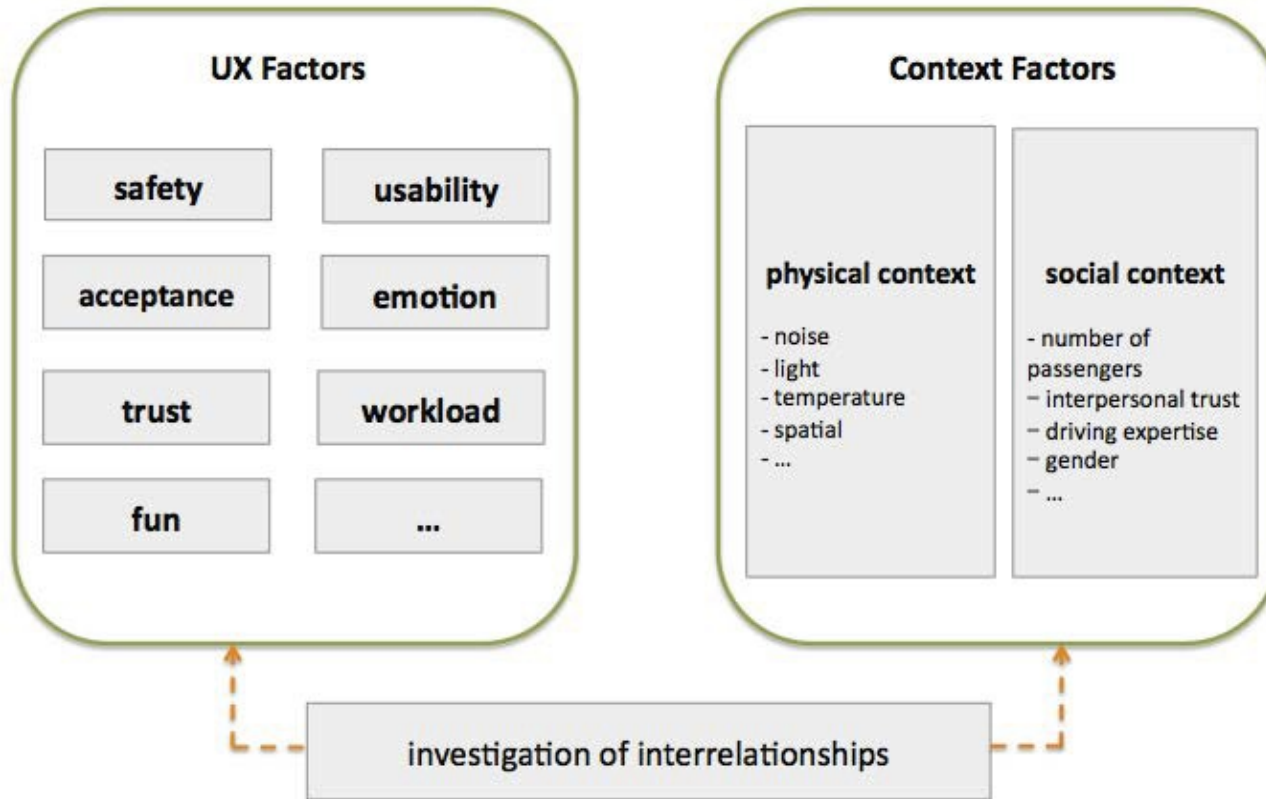 UX Factors
safety
usability
acceptance
emotion
trust
workload
fun
...
Context Factors
physical context
- noise
- light
- temperature
- spatial
- ...
social context
- number of
passengers
– interpersonal trust
– driving expertise
– gender
– ...
investigation of interrelationships